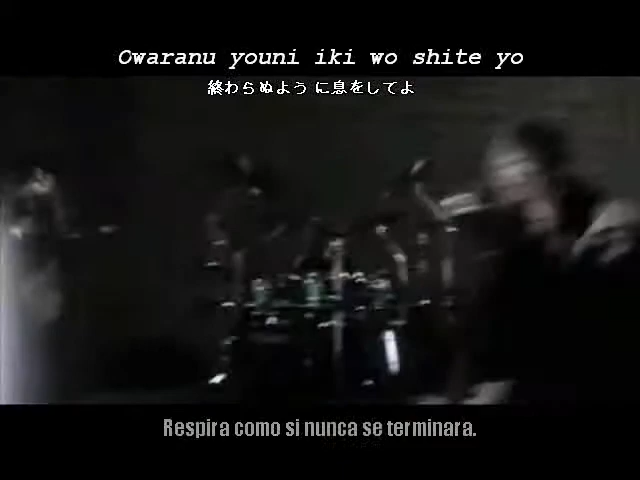 Owaranu youni iki wo shite yo
終わらぬよう に息をしてよ
Respira como si nunca se terminara.